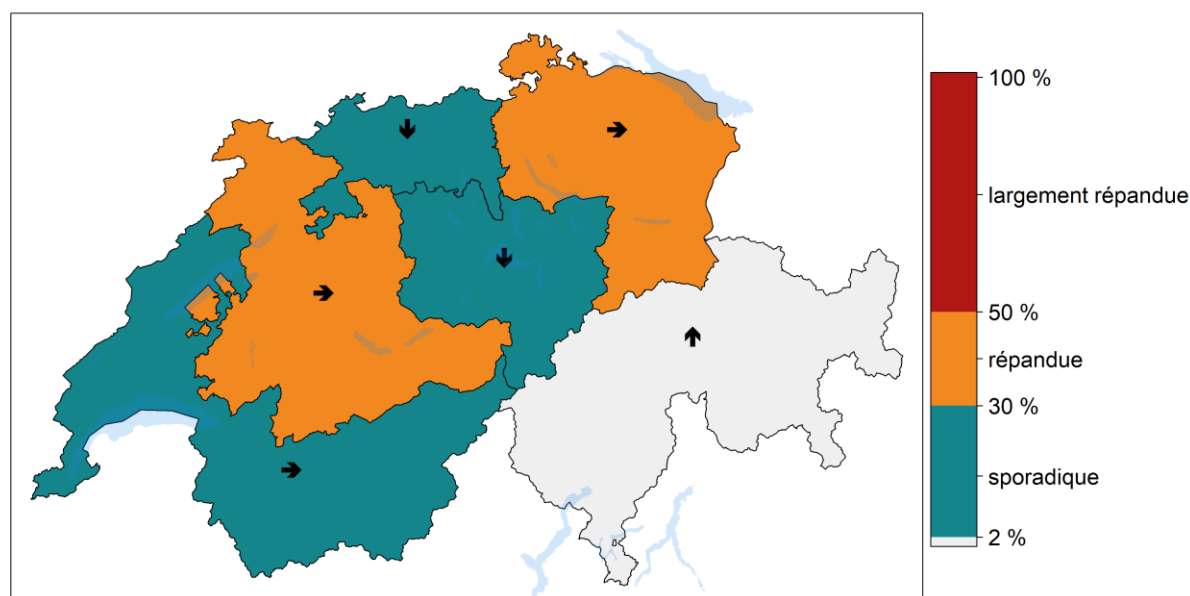 100 %
largement répandue
50 %
répandue
30 %
sporadique
2 %